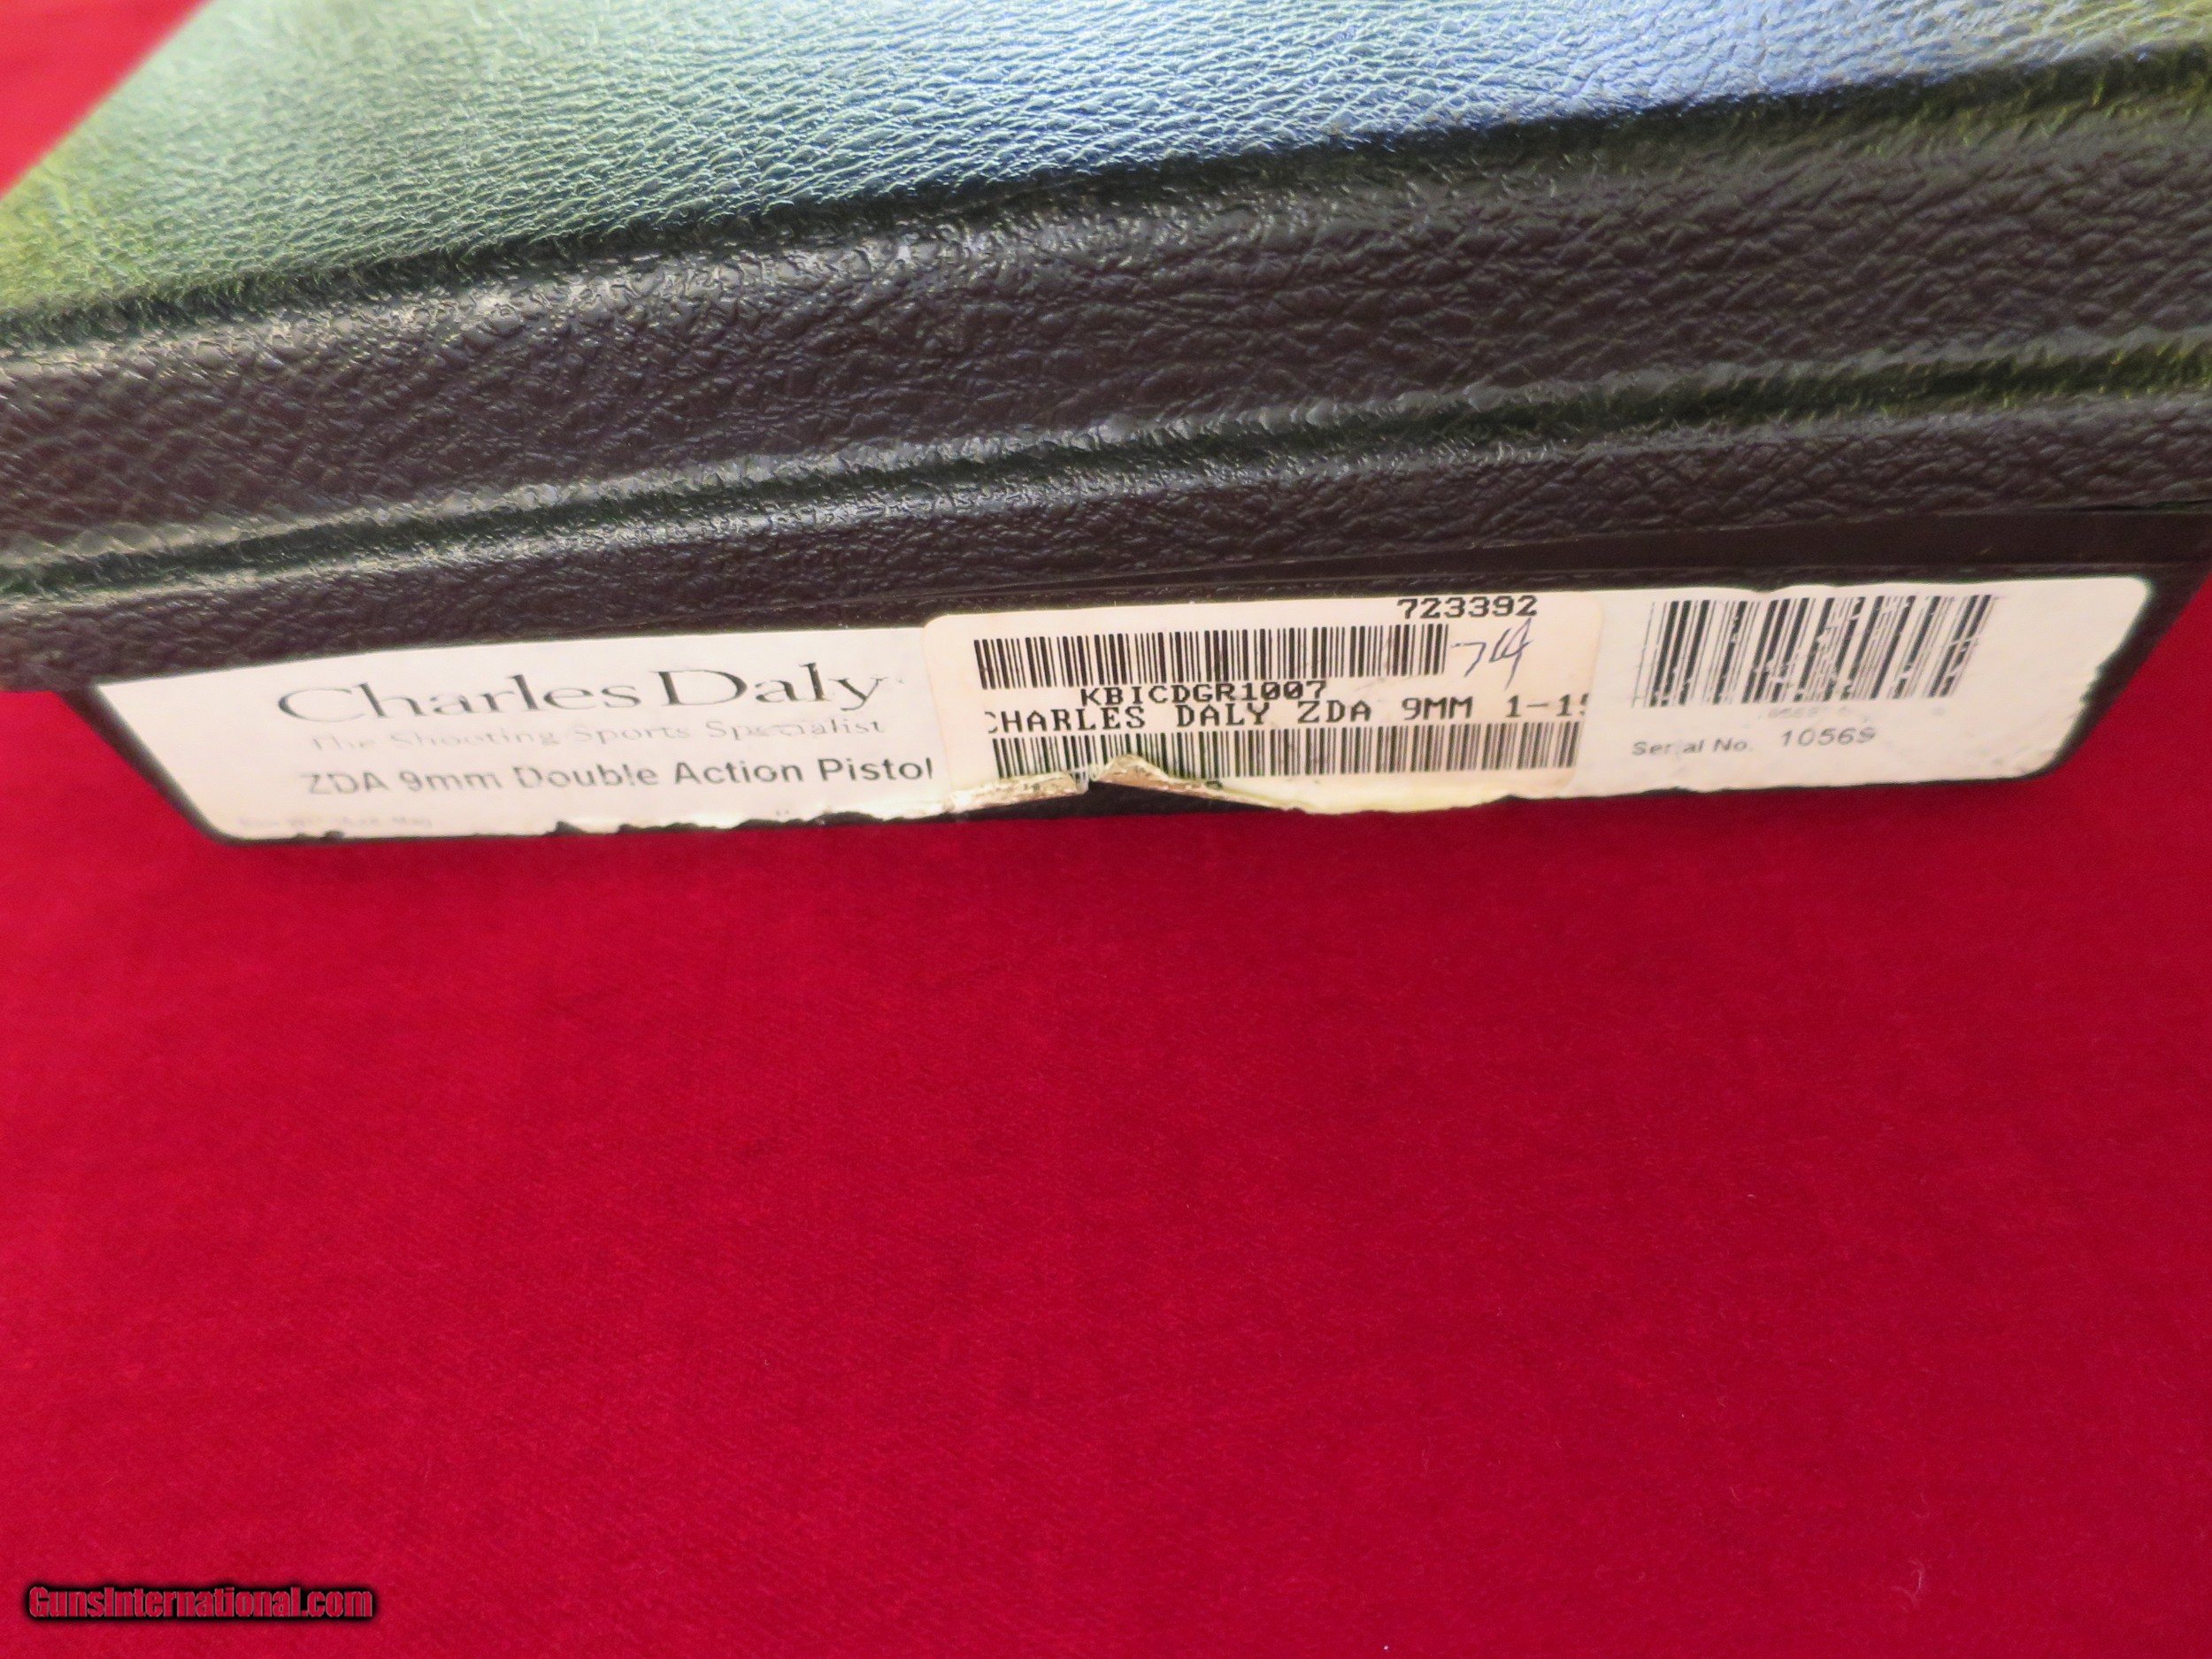 Charles Daly
The Shooting Sports Specialist
ZDA 9mm Double Action Pistol
723392
74
KBICDGR1007
CHARLES DALY ZDA 9MM 1-15
Serial No. 10569
GunsInternational.com